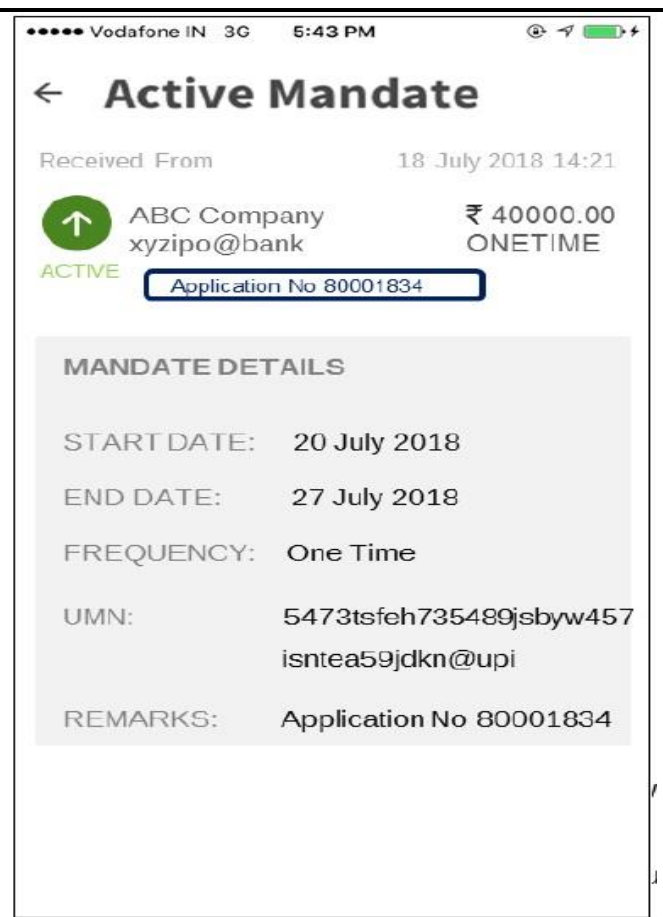 Vodafone IN 3G 5:43 PM
← Active Mandate
Received From 18 July 2018 14:21
ABC Company ₹ 40000.00
xyzipo@bank ONETIME
ACTIVE
Application No 80001834
MANDATE DETAILS
START DATE: 20 July 2018
END DATE: 27 July 2018
FREQUENCY: One Time
UMN: 5473tsfeh735489jsbyw457
isntea59jdkn@upi
REMARKS: Application No 80001834